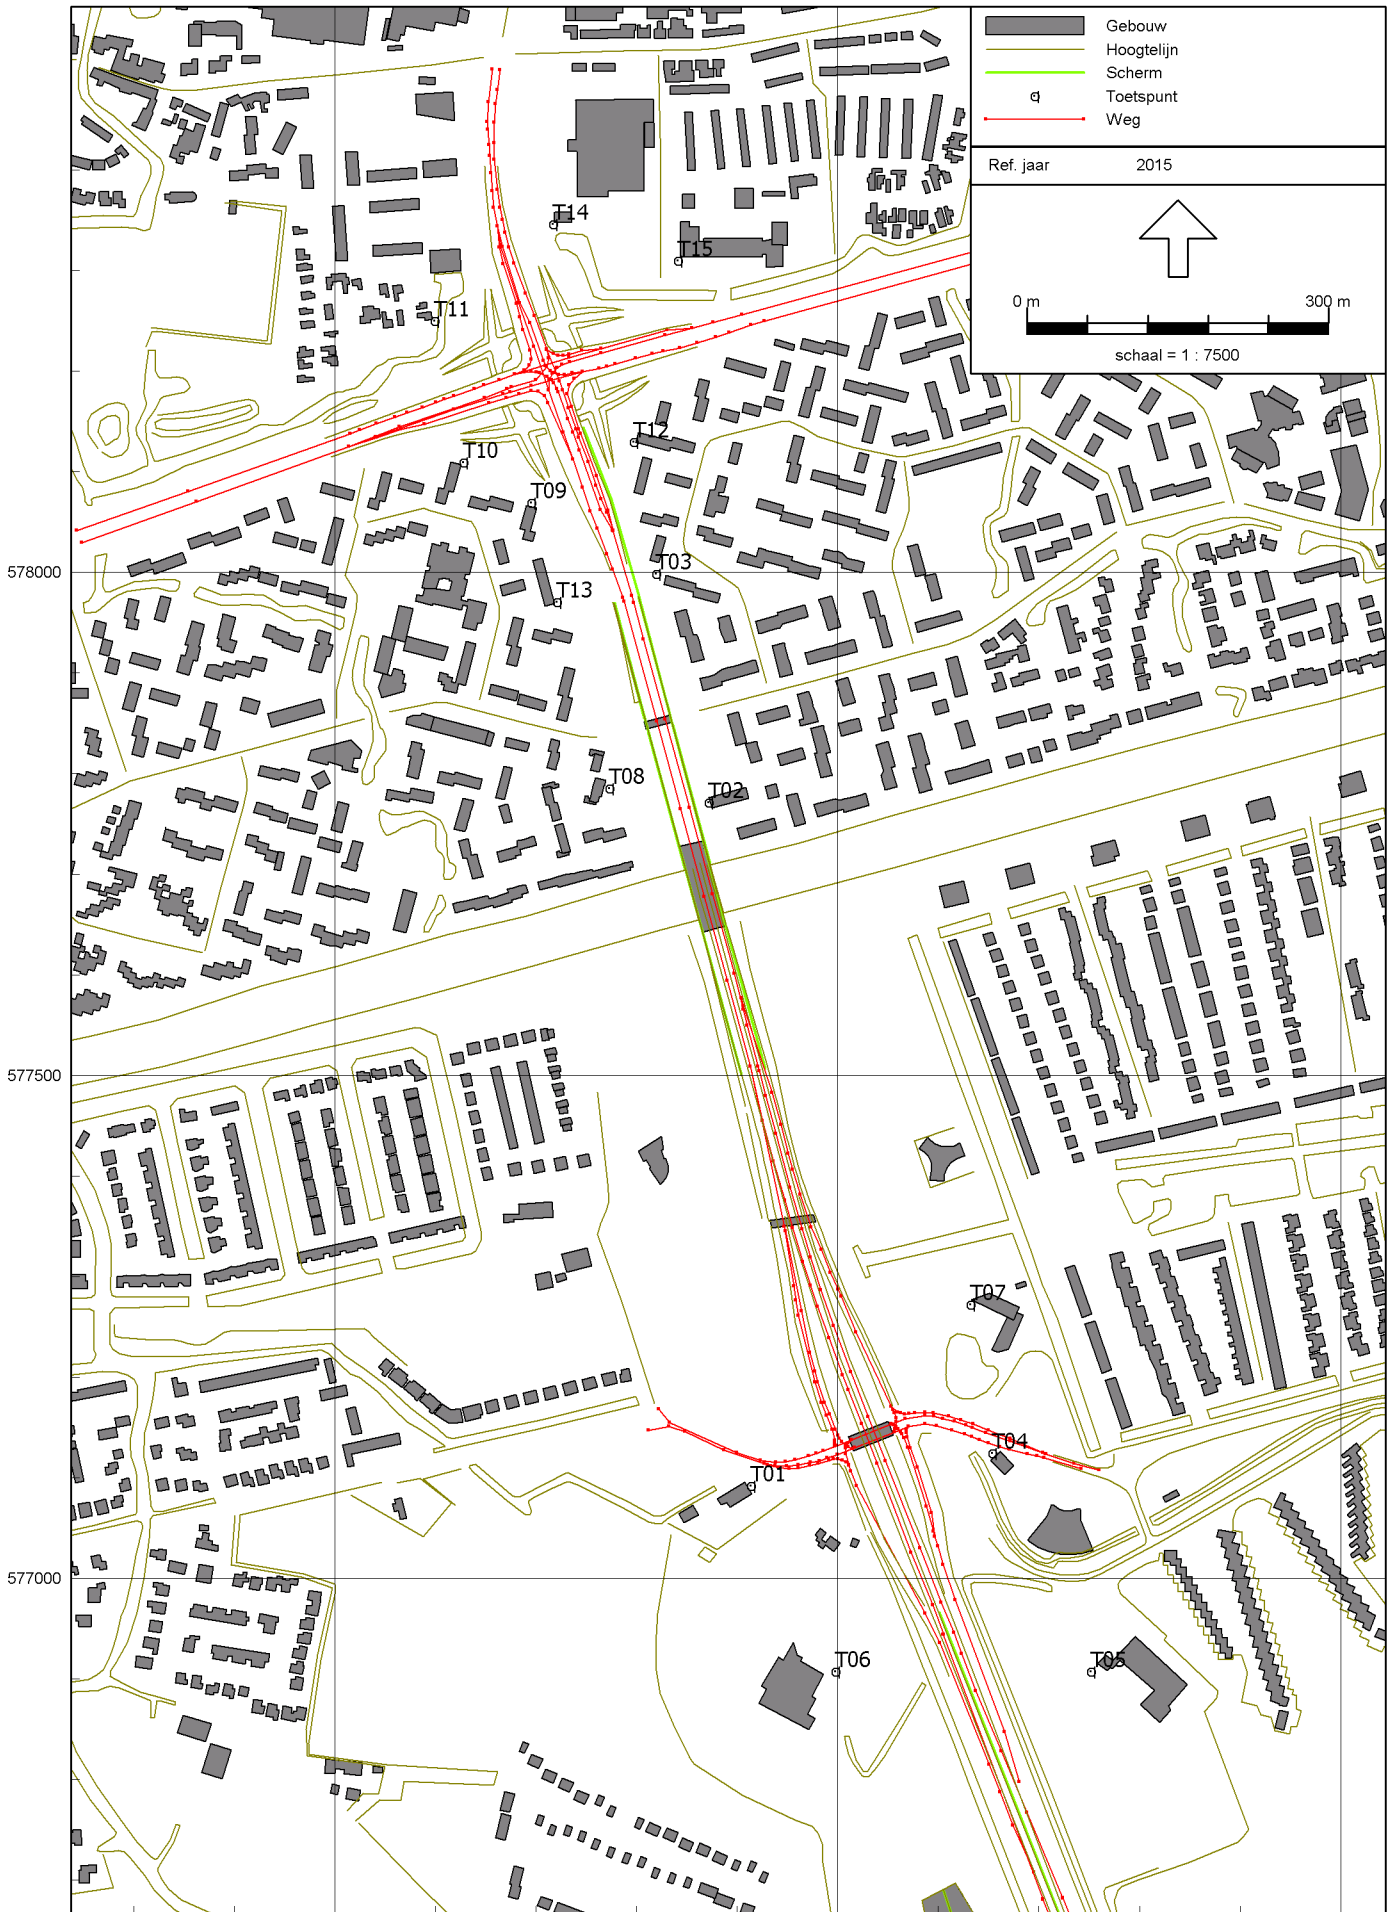 Gebouw
Hoogtelijn
Scherm
Toetspunt
Weg
Ref. jaar 2015
0 m 300 m
schaal = 1 : 7500
T14
T15
T11
T12
T10
T09
578000
T03
T13
T08
T02
577500
T07
T04
T01
577000
T06
T05